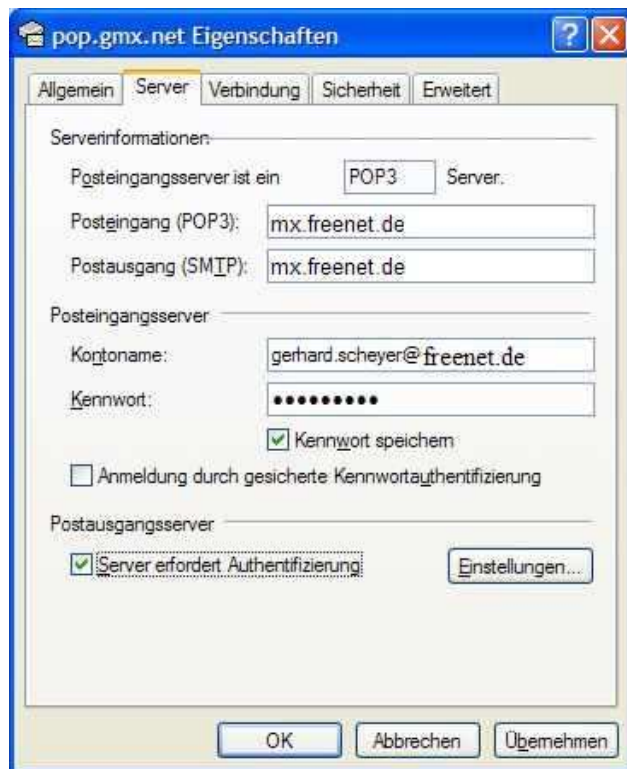 pop.gmx.net Eigenschaften
Allgemein Server Verbindung Sicherheit Erweitert
Serverinformationen
Posteingangsserver ist ein POP3 Server.
Posteingang (POP3): mx.freenet.de
Postausgang (SMTP): mx.freenet.de
Posteingangsserver
Kontoname: gerhard.scheyer@freenet.de
Kennwort: •••••••••
Kennwort speichern
Anmeldung durch gesicherte Kennwortauthentifizierung
Postausgangsserver
Server erfordert Authentifizierung Einstellungen...
OK Abbrechen Übernehmen